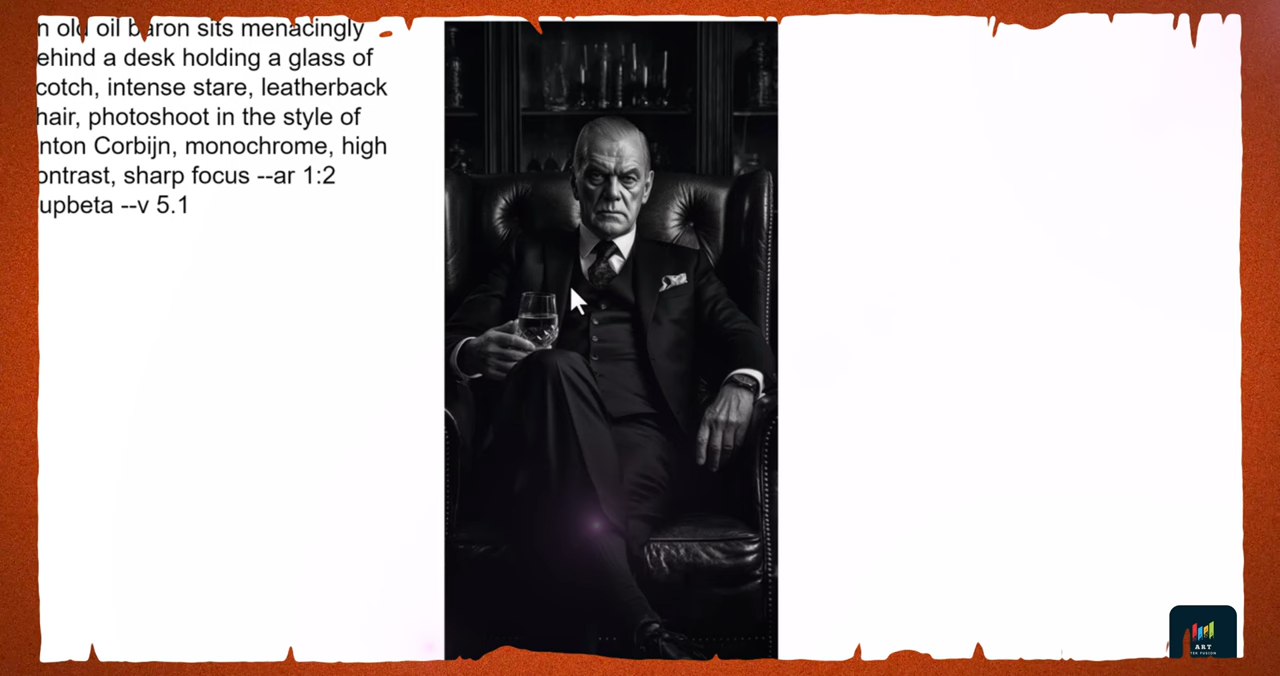 n old oil baron sits menacingly
ehind a desk holding a glass of
cotch, intense stare, leatherback
hair, photoshoot in the style of
nton Corbijn, monochrome, high
ontrast, sharp focus --ar 1:2
upbeta --v 5.1
ART